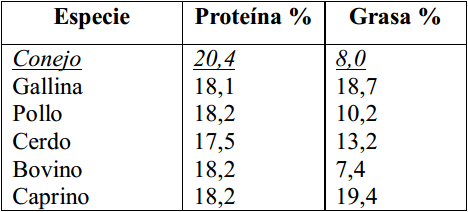 Especie Proteína % Grasa %
Conejo 20,4 8,0
Gallina 18,1 18,7
Pollo 18,2 10,2
Cerdo 17,5 13,2
Bovino 18,2 7,4
Caprino 18,2 19,4